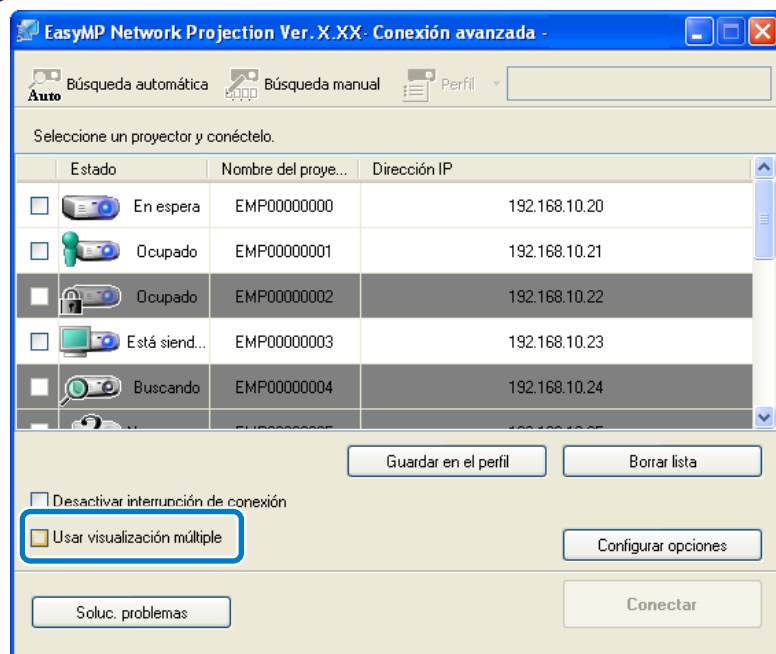 EasyMP Network Projection Ver. X.XX- Conexión avanzada -
Auto Búsqueda automática Búsqueda manual Perfil
Seleccione un proyector y conéctelo.
Estado Nombre del proye... Dirección IP
En espera EMP00000000 192.168.10.20
Ocupado EMP00000001 192.168.10.21
Ocupado EMP00000002 192.168.10.22
Está siend... EMP00000003 192.168.10.23
Buscando EMP00000004 192.168.10.24
Guardar en el perfil Borrar lista
Desactivar interrupción de conexión
Usar visualización múltiple
Configurar opciones
Soluc. problemas Conectar